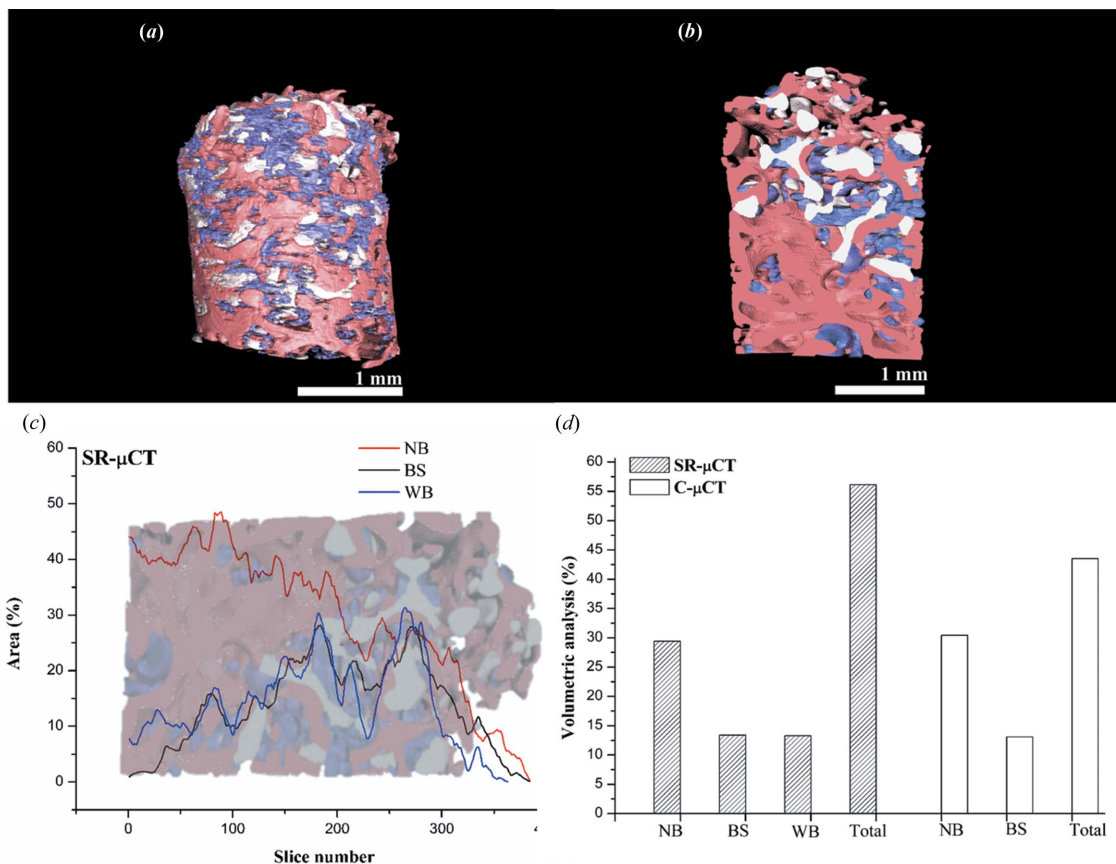 (a)
(b)
1 mm
1 mm
(c)
(d)
SR-μCT
NB
BS
WB
60
50
40
30
20
10
0
Area (%)
0 100 200 300 4
Slice number
SR-μCT
C-μCT
60
55
50
45
40
35
30
25
20
15
10
5
0
Volumetric analysis (%)
NB BS WB Total NB BS Total